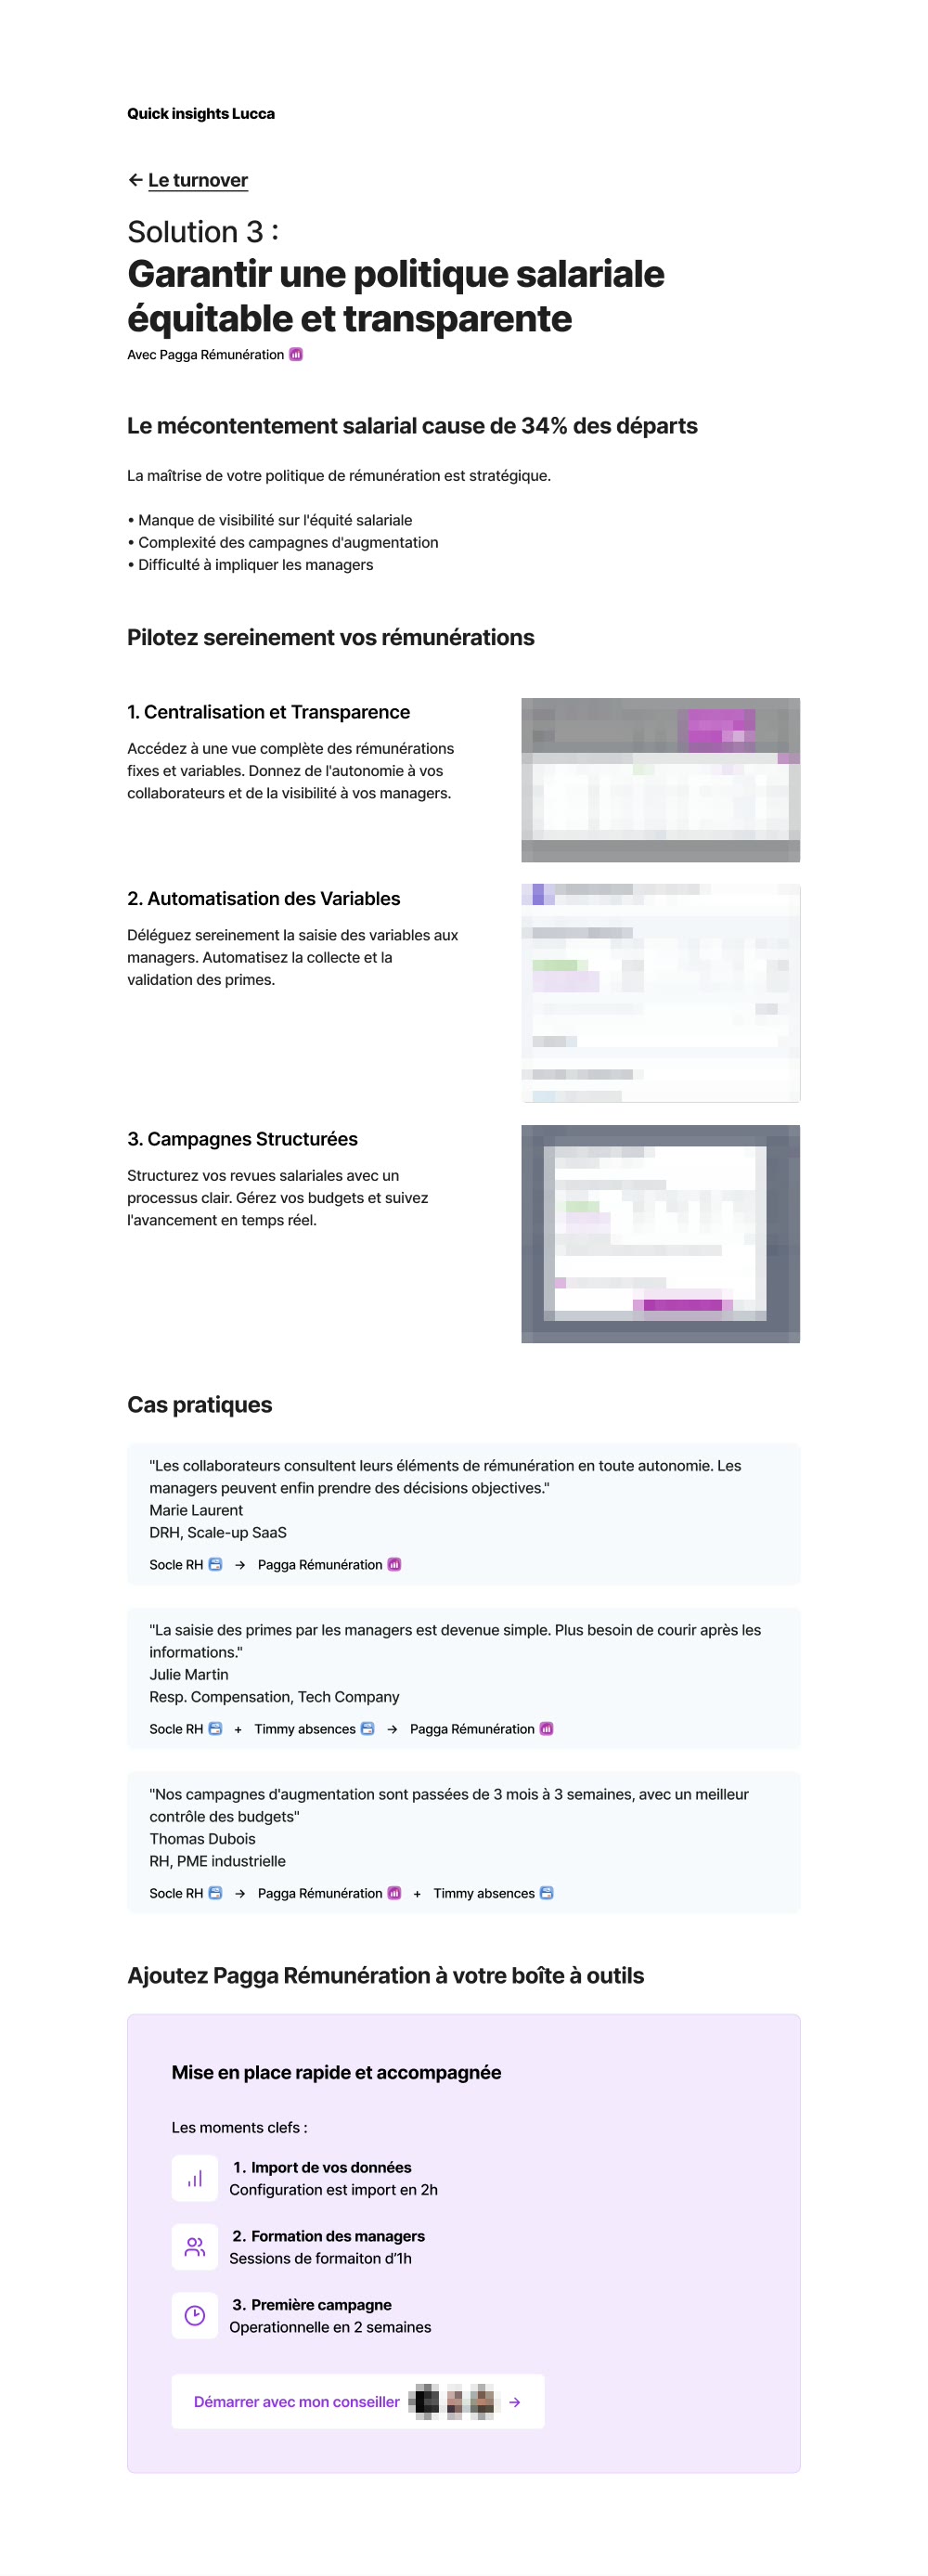 Quick insights Lucca
← Le turnover
Solution 3 :
Garantir une politique salariale
équitable et transparente
Avec Pagga Rémunération
Le mécontentement salarial cause de 34% des départs
La maîtrise de votre politique de rémunération est stratégique.
• Manque de visibilité sur l'équité salariale
• Complexité des campagnes d'augmentation
• Difficulté à impliquer les managers
Pilotez sereinement vos rémunérations
1. Centralisation et Transparence
Accédez à une vue complète des rémunérations
fixes et variables. Donnez de l'autonomie à vos
collaborateurs et de la visibilité à vos managers.
2. Automatisation des Variables
Déléguez sereinement la saisie des variables aux
managers. Automatisez la collecte et la
validation des primes.
3. Campagnes Structurées
Structurez vos revues salariales avec un
processus clair. Gérez vos budgets et suivez
l'avancement en temps réel.
Cas pratiques
"Les collaborateurs consultent leurs éléments de rémunération en toute autonomie. Les
managers peuvent enfin prendre des décisions objectives."
Marie Laurent
DRH, Scale-up SaaS
Socle RH → Pagga Rémunération
"La saisie des primes par les managers est devenue simple. Plus besoin de courir après les
informations."
Julie Martin
Resp. Compensation, Tech Company
Socle RH + Timmy absences → Pagga Rémunération
"Nos campagnes d'augmentation sont passées de 3 mois à 3 semaines, avec un meilleur
contrôle des budgets"
Thomas Dubois
RH, PME industrielle
Socle RH → Pagga Rémunération + Timmy absences
Ajoutez Pagga Rémunération à votre boîte à outils
Mise en place rapide et accompagnée
Les moments clefs :
1. Import de vos données
Configuration est import en 2h
2. Formation des managers
Sessions de formaiton d'1h
3. Première campagne
Operationnelle en 2 semaines
Démarrer avec mon conseiller →